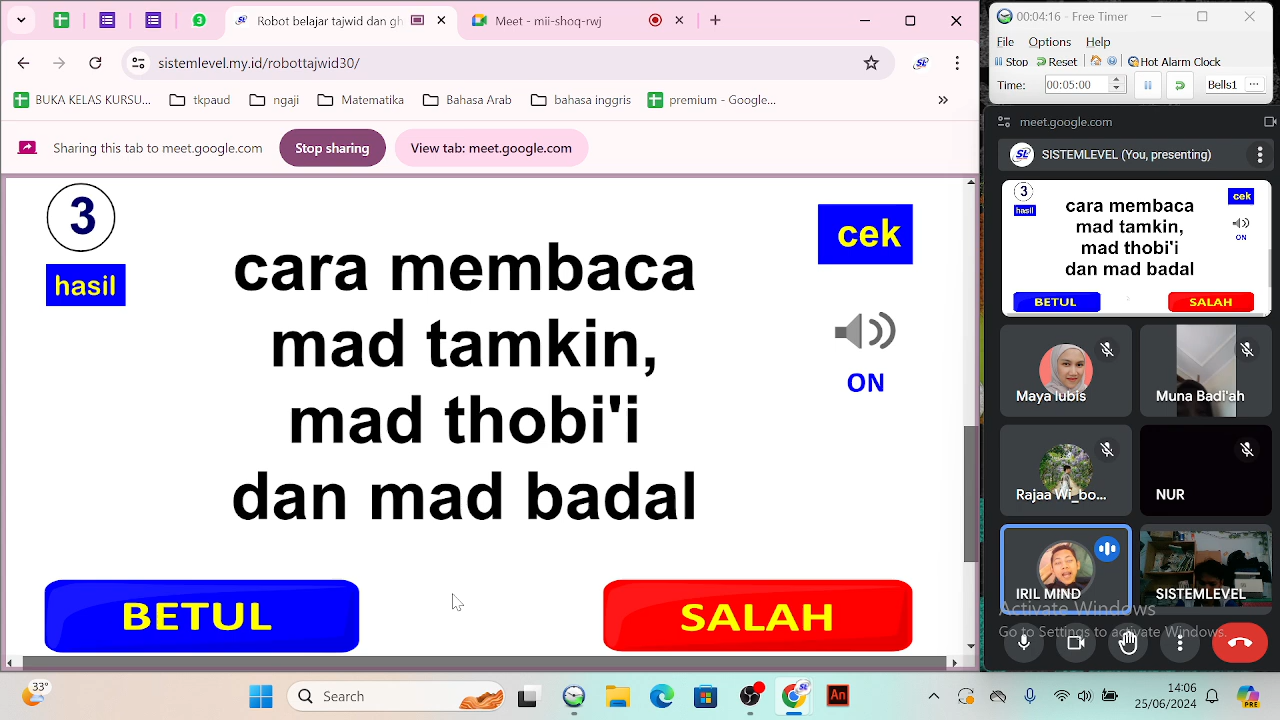 3
Robot belajar tajwid dan gh
Meet - mii-shoq-rwj
sistemlevel.my.id/robottajwid30/
BUKA KELAS KURSU...
tkpaud
ngaji
Matematika
Bahasa Arab
bahasa inggris
premium - Google...
Sharing this tab to meet.google.com
Stop sharing
View tab: meet.google.com
3
hasil
cek
ON
cara membaca
mad tamkin,
mad thobi'i
dan mad badal
BETUL
SALAH
00:04:16 - Free Timer
File
Options
Help
Stop
Reset
Hot Alarm Clock
Time:
00:05:00
Bells1
...
meet.google.com
SL
SISTEMLEVEL (You, presenting)
3
hasil
cek
ON
cara membaca
mad tamkin,
mad thobi'i
dan mad badal
BETUL
SALAH
Maya lubis
Muna Badi'ah
Rajaa Wi_bo...
NUR
IRIL MIND
SISTEMLEVEL
Activate Windows
Go to Settings to activate Windows.
33°
Search
An
14:06
25/06/2024
PRE